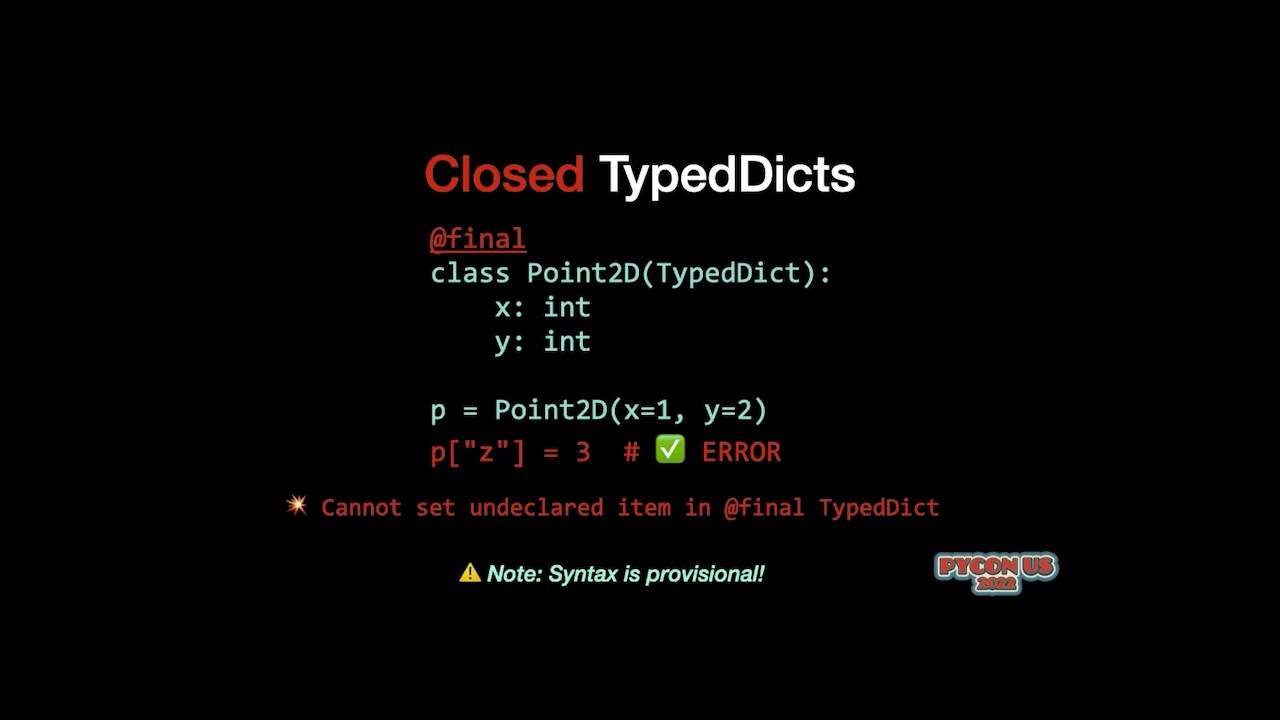 Closed TypedDicts
@final
class Point2D(TypedDict):
    x: int
    y: int
p = Point2D(x=1, y=2)
p["z"] = 3  # ✅ ERROR
💥 Cannot set undeclared item in @final TypedDict
⚠️ Note: Syntax is provisional!
PYCON US
2022